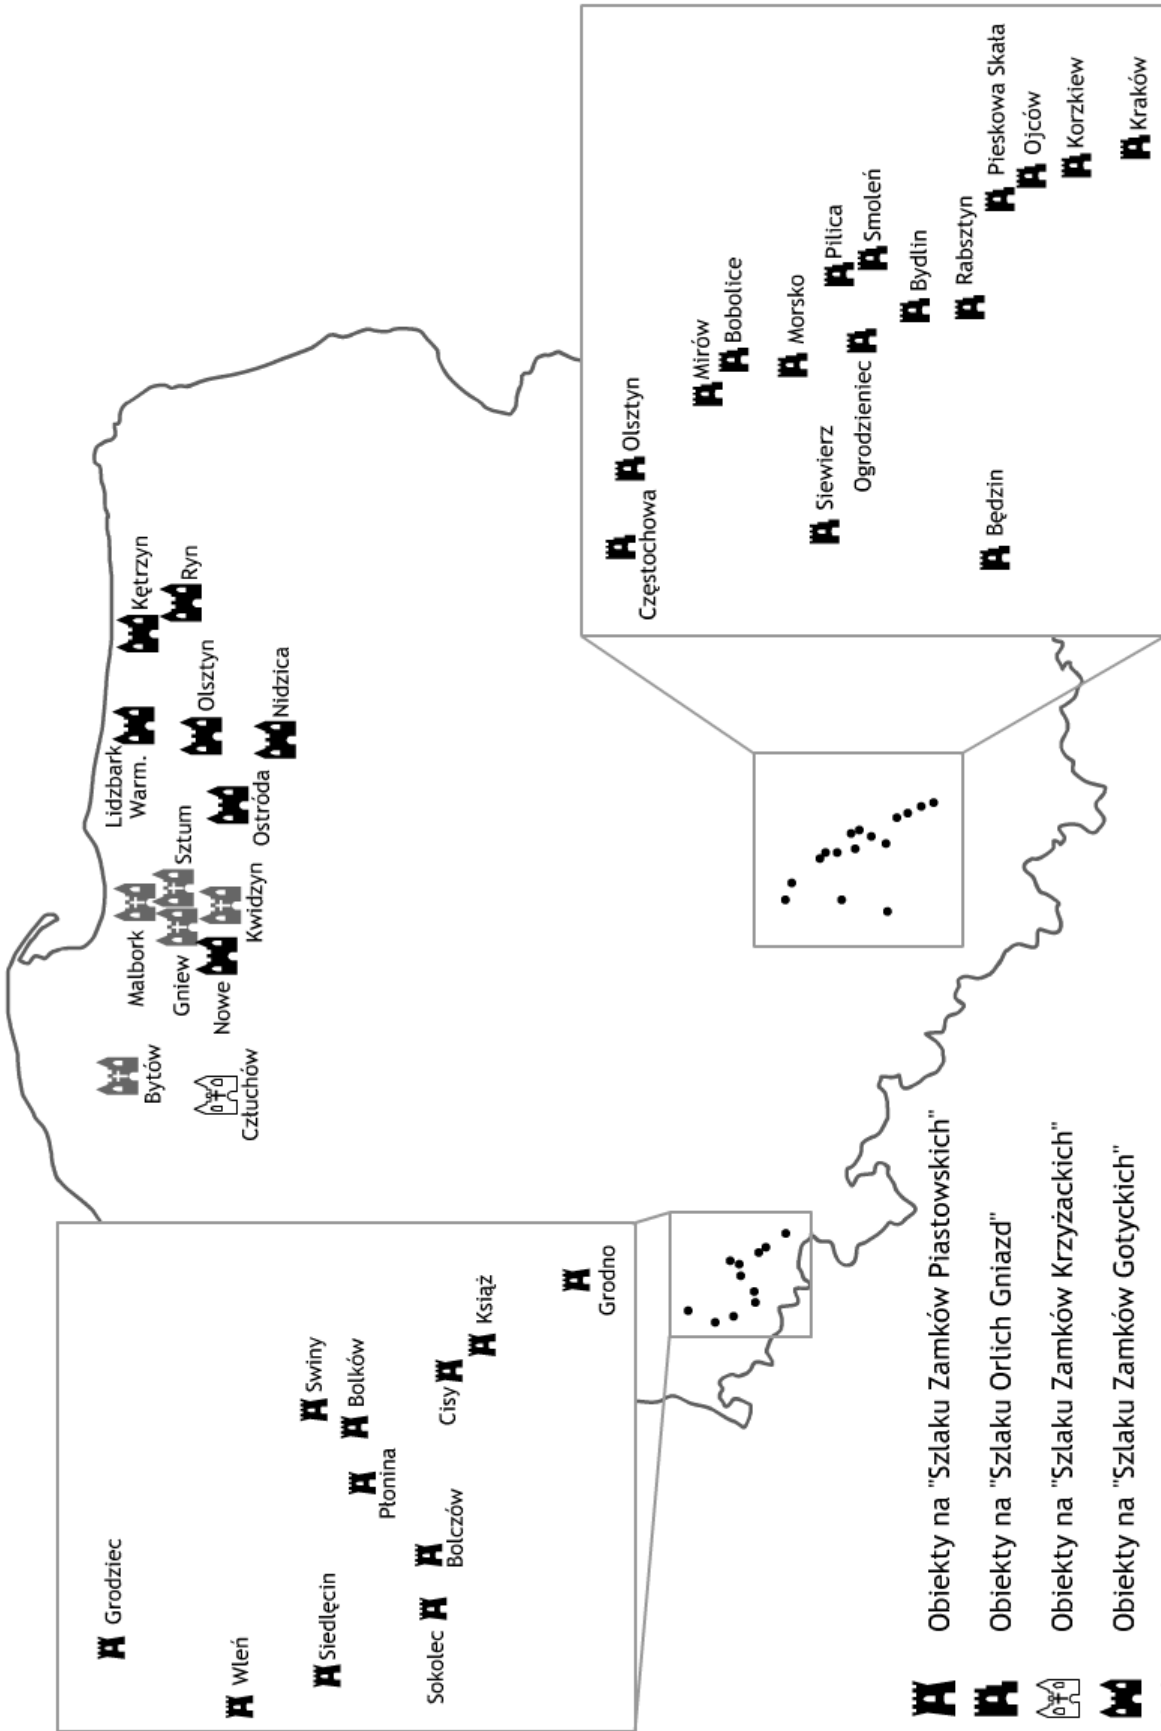 Grodziec
Wleń
Siedlęcin
Sokolec
Bolczów
Płonina
Bolków
Swiny
Cisy
Książ
Grodno
Bytów
Człuchów
Malbork
Gniew
Nowe
Sztum
Kwidzyn
Lidzbark
Warm.
Ostróda
Olsztyn
Nidzica
Kętrzyn
Ryn
Częstochowa
Olsztyn
Mirów
Bobolice
Morsko
Siewierz
Ogrodzieniec
Pilica
Smoleń
Bydlin
Rabsztyn
Będzin
Pieskowa Skała
Ojców
Korzkiew
Kraków
Obiekty na "Szlaku Zamków Piastowskich"
Obiekty na "Szlaku Orlich Gniazd"
Obiekty na "Szlaku Zamków Krzyżackich"
Obiekty na "Szlaku Zamków Gotyckich"